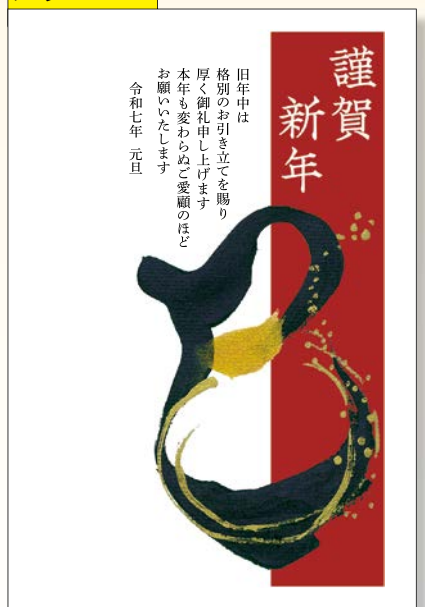 謹賀
新年
旧年中は
格別のお引き立てを賜り
厚く御礼申し上げます
本年も変わらぬご愛顧のほど
お願いいたします
令和七年 元旦